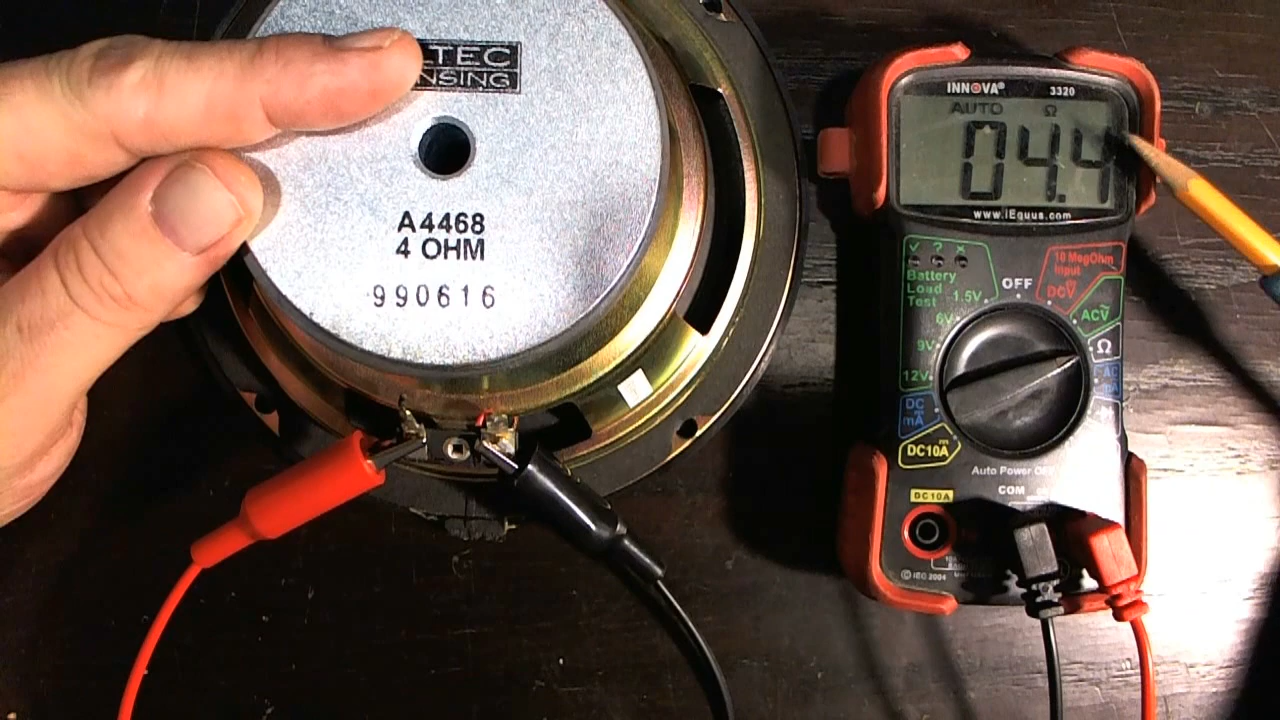 LTEC
NSING
A4468
4 OHM
990616
INNOVA® 3320
AUTO Ω
04.4
www.iEquus.com
Battery
Load
Test
1.5V
6V
9V
12V
OFF
10 MegOhm
Input
DCV
ACV
Ω
DC
mA
DC10A
Auto Power OFF
COM
DC10A
© IEC 2004